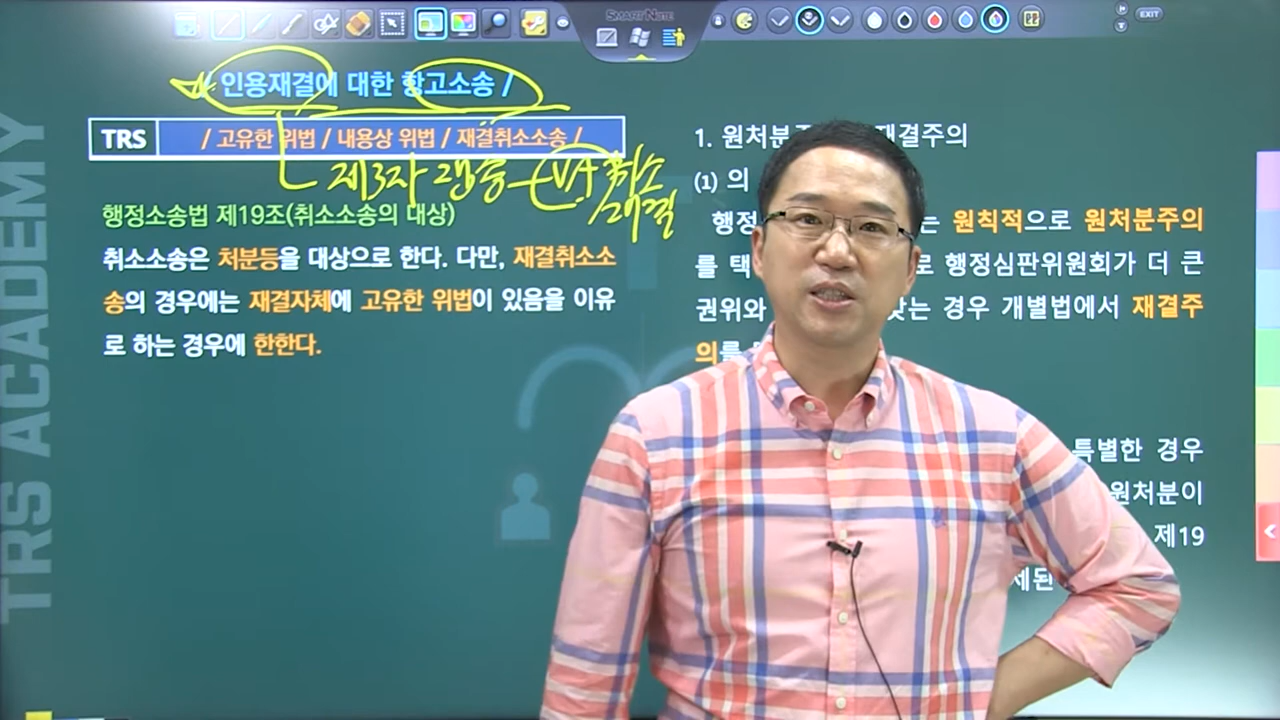 SMARTNOTE
EXIT
/ 인용재결에 대한 항고소송 /
TRS / 고유한 위법 / 내용상 위법 / 재결취소소송 /
제3자
취소
재결
행정소송법 제19조(취소소송의 대상)
취소소송은 처분등을 대상으로 한다. 다만, 재결취소소
송의 경우에는 재결자체에 고유한 위법이 있음을 이유
로 하는 경우에 한한다.
1. 원처분 재결주의
(1) 의
행정 는 원칙적으로 원처분주의
를 택 로 행정심판위원회가 더 큰
권위와 맞는 경우 개별법에서 재결주
의를
특별한 경우
원처분이
제19
TRS ACADEMY